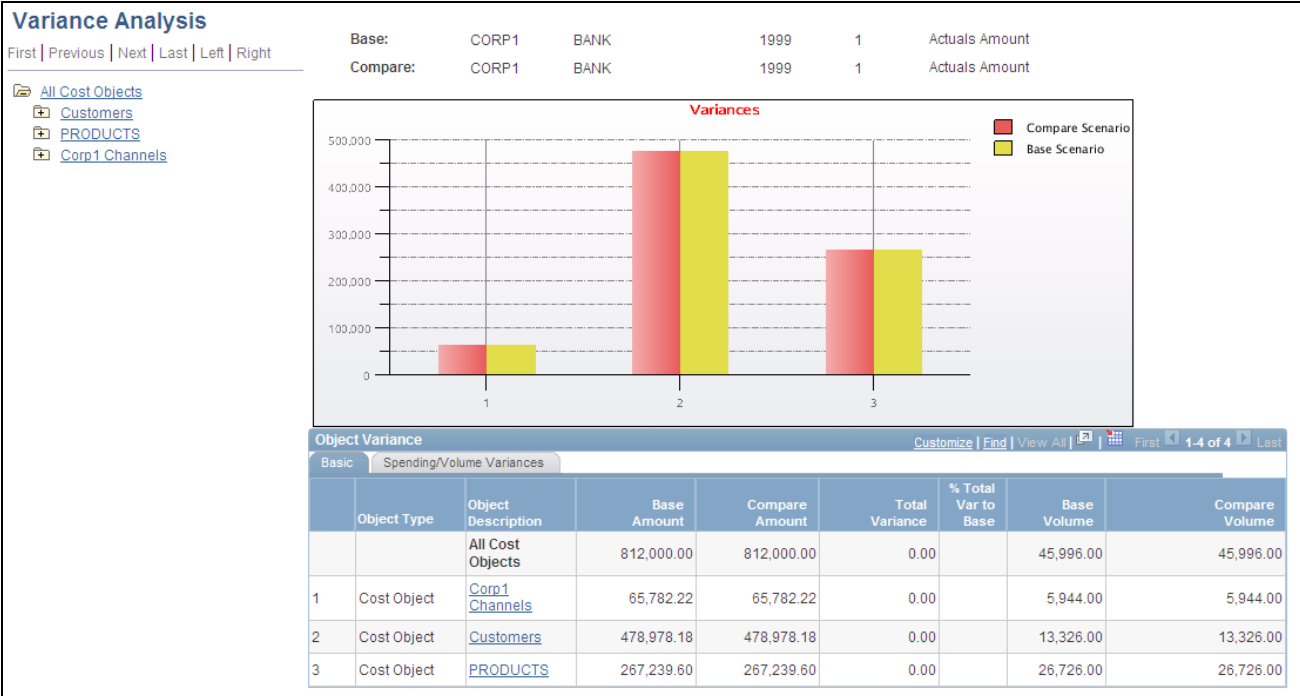 Variance Analysis
First | Previous | Next | Last | Left | Right
All Cost Objects
Customers
PRODUCTS
Corp1 Channels
Base: CORP1 BANK 1999 1 Actuals Amount
Compare: CORP1 BANK 1999 1 Actuals Amount
Variances
Compare Scenario
Base Scenario
500,000
400,000
300,000
200,000
100,000
0
1 2 3
Object Variance Customize | Find | View All | | First 1-4 of 4 Last
Basic Spending/Volume Variances
Object Type Object Description Base Amount Compare Amount Total Variance % Total Var to Base Base Volume Compare Volume
All Cost Objects 812,000.00 812,000.00 0.00 45,996.00 45,996.00
1 Cost Object Corp1 Channels 65,782.22 65,782.22 0.00 5,944.00 5,944.00
2 Cost Object Customers 478,978.18 478,978.18 0.00 13,326.00 13,326.00
3 Cost Object PRODUCTS 267,239.60 267,239.60 0.00 26,726.00 26,726.00